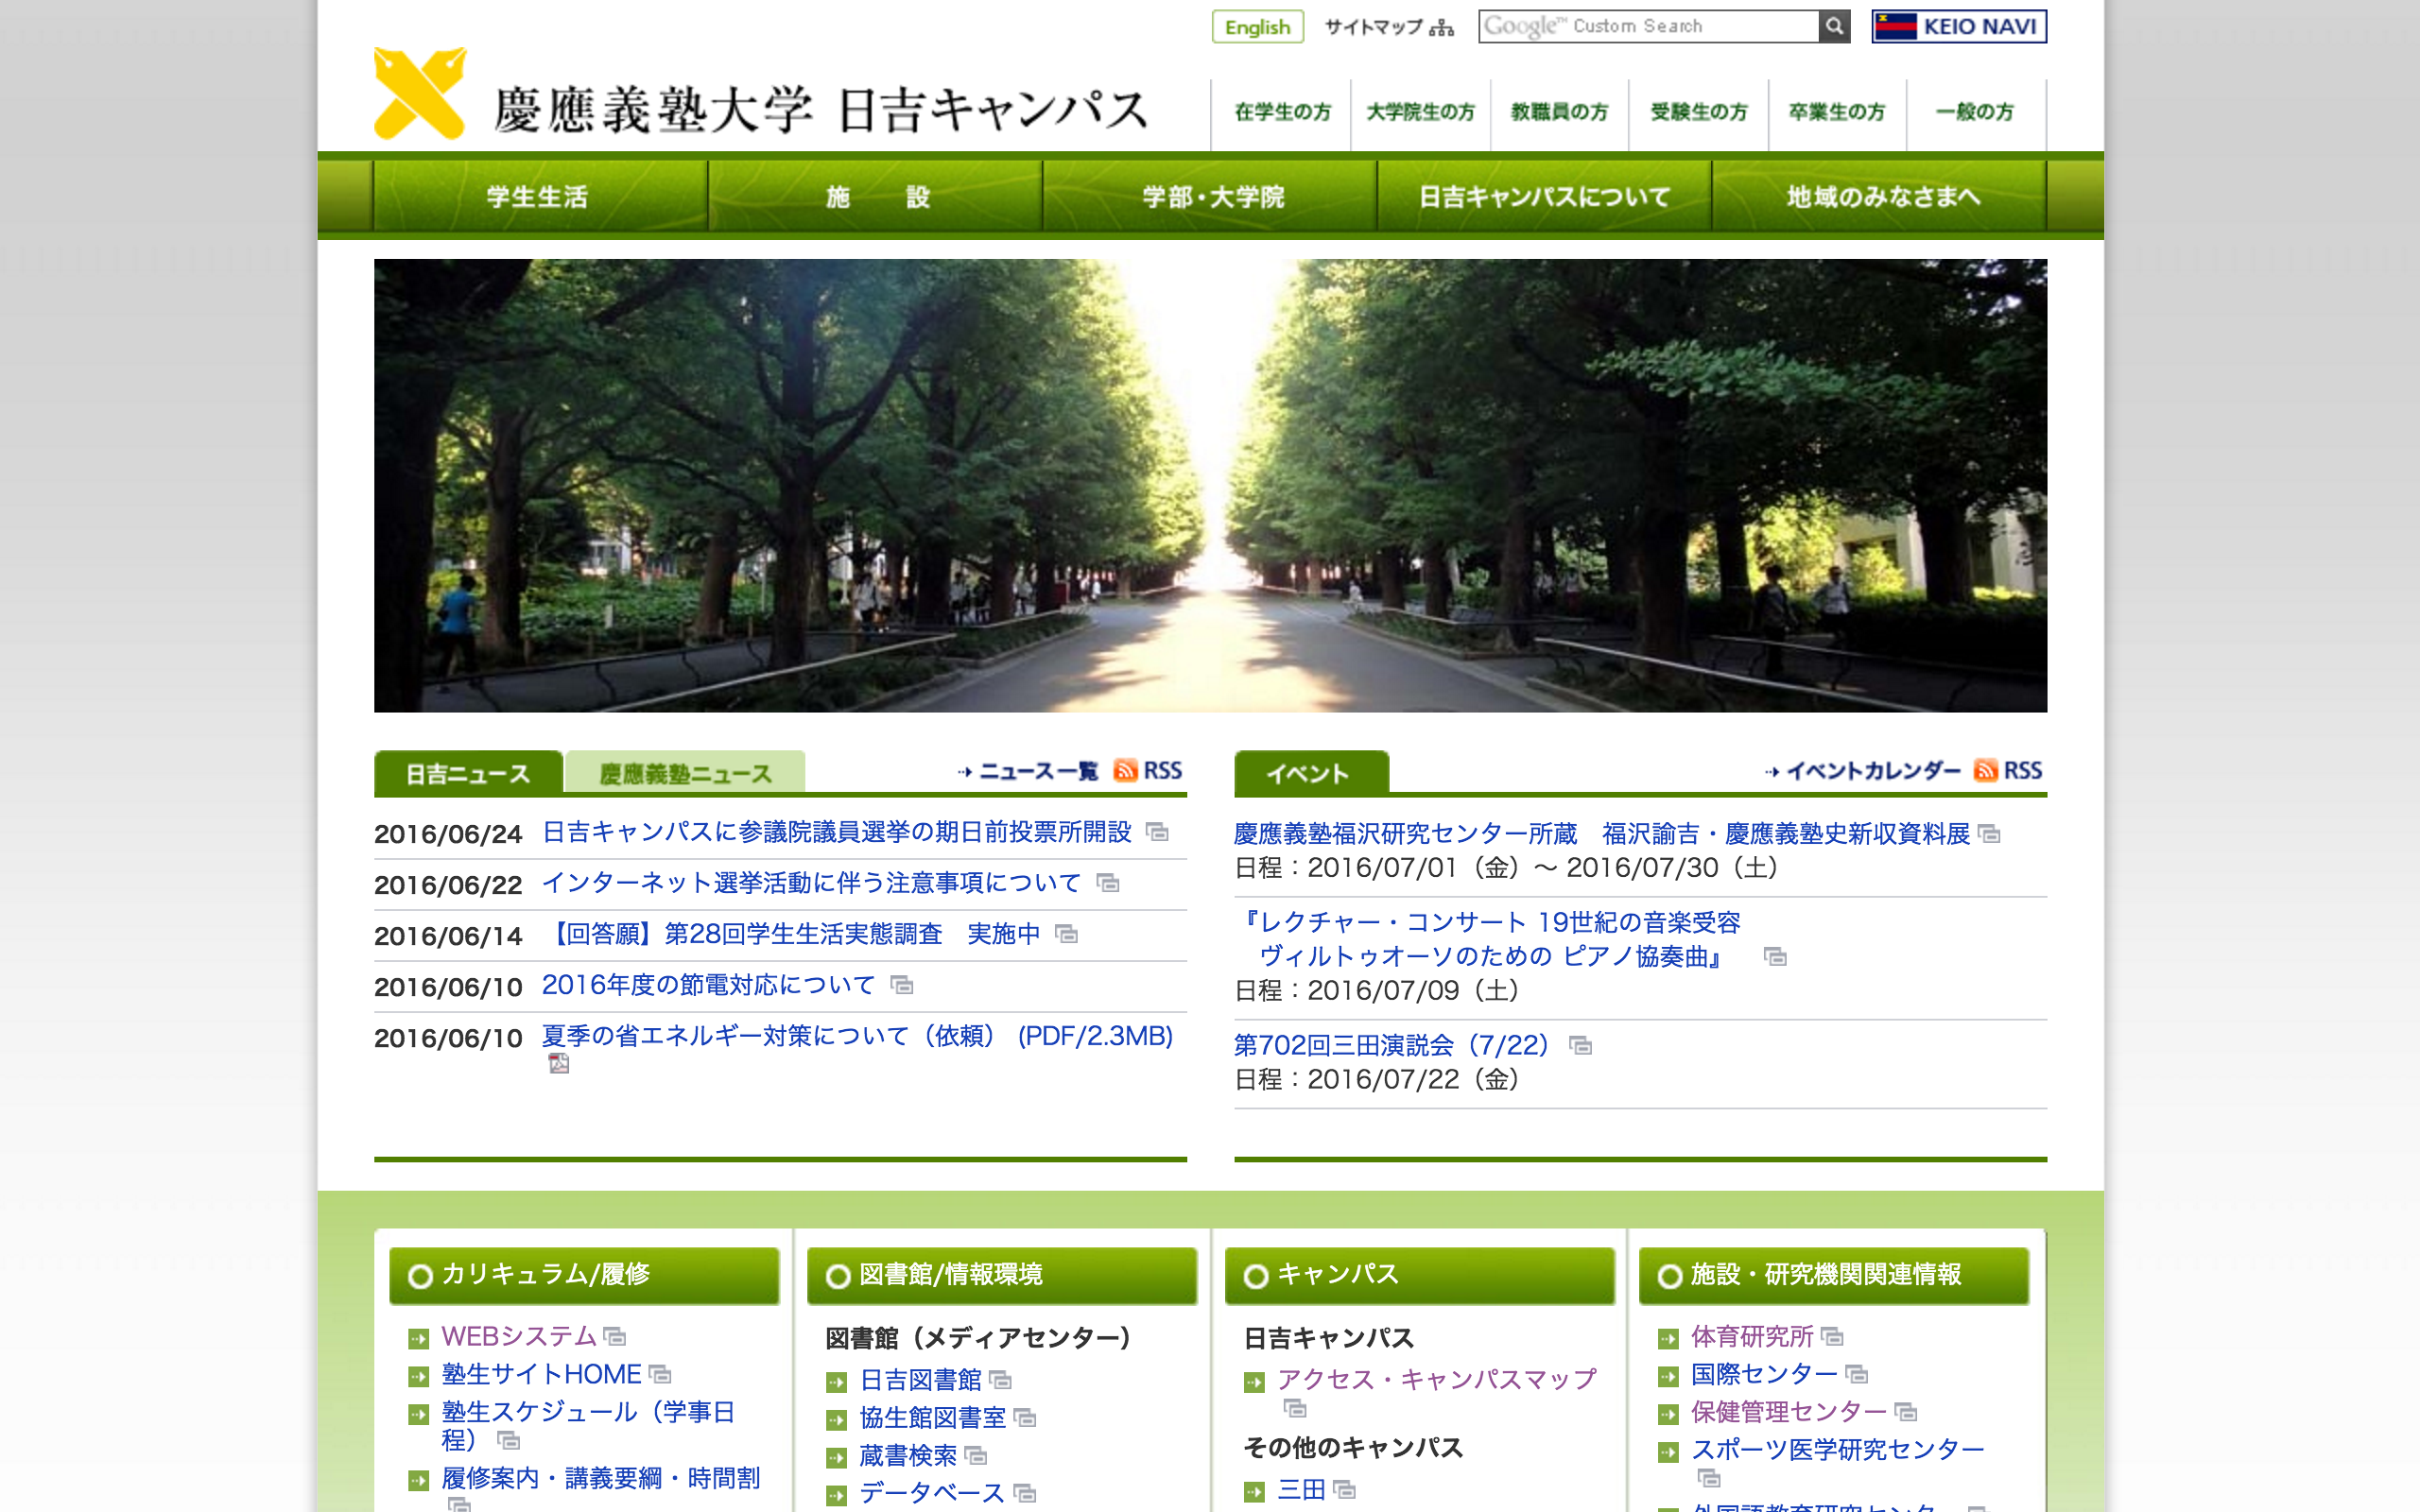 English サイトマップ Google™ Custom Search KEIO NAVI
慶應義塾大学 日吉キャンパス
在学生の方 大学院生の方 教職員の方 受験生の方 卒業生の方 一般の方
学生生活 施　設 学部・大学院 日吉キャンパスについて 地域のみなさまへ
日吉ニュース 慶應義塾ニュース ニュース一覧 RSS
2016/06/24 日吉キャンパスに参議院議員選挙の期日前投票所開設
2016/06/22 インターネット選挙活動に伴う注意事項について
2016/06/14 【回答願】第28回学生生活実態調査　実施中
2016/06/10 2016年度の節電対応について
2016/06/10 夏季の省エネルギー対策について（依頼） (PDF/2.3MB)
イベント イベントカレンダー RSS
慶應義塾福沢研究センター所蔵　福沢諭吉・慶應義塾史新収資料展
日程：2016/07/01（金）～ 2016/07/30（土）
『レクチャー・コンサート 19世紀の音楽受容
ヴィルトゥオーソのための ピアノ協奏曲』
日程：2016/07/09（土）
第702回三田演説会（7/22）
日程：2016/07/22（金）
カリキュラム/履修
WEBシステム
塾生サイトHOME
塾生スケジュール（学事日
程）
履修案内・講義要綱・時間割
図書館/情報環境
図書館（メディアセンター）
日吉図書館
協生館図書室
蔵書検索
データベース
キャンパス
日吉キャンパス
アクセス・キャンパスマップ
その他のキャンパス
三田
施設・研究機関関連情報
体育研究所
国際センター
保健管理センター
スポーツ医学研究センター